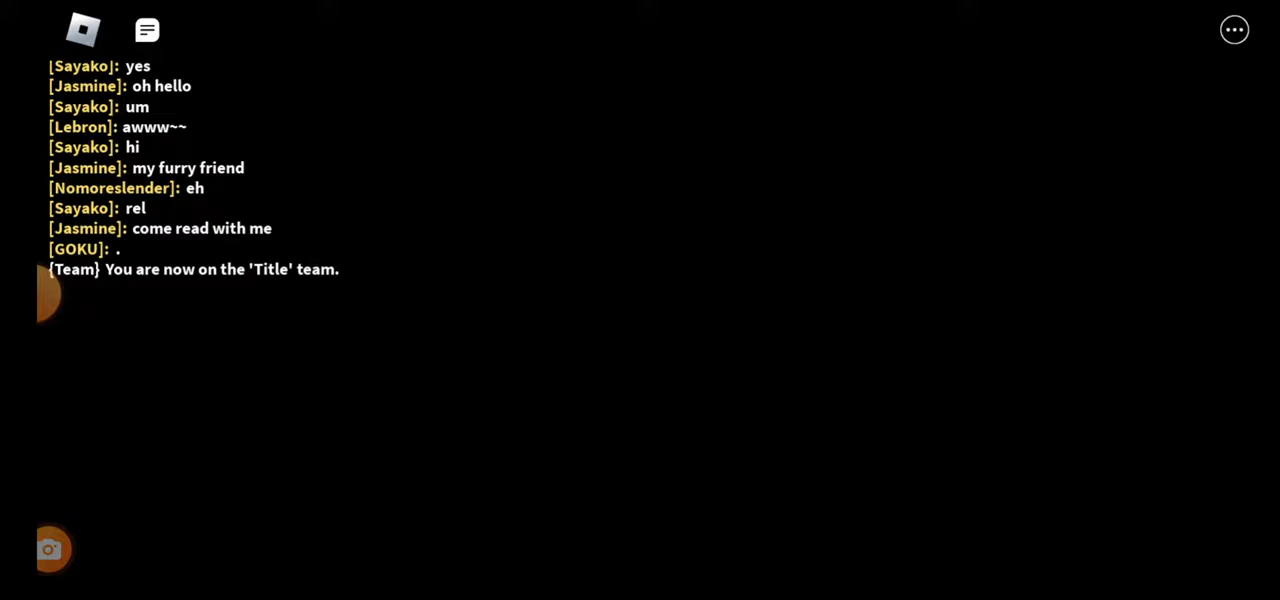 [Sayako]: yes
[Jasmine]: oh hello
[Sayako]: um
[Lebron]: awww~~
[Sayako]: hi
[Jasmine]: my furry friend
[Nomoreslender]: eh
[Sayako]: rel
[Jasmine]: come read with me
[GOKU]: .
{Team} You are now on the 'Title' team.